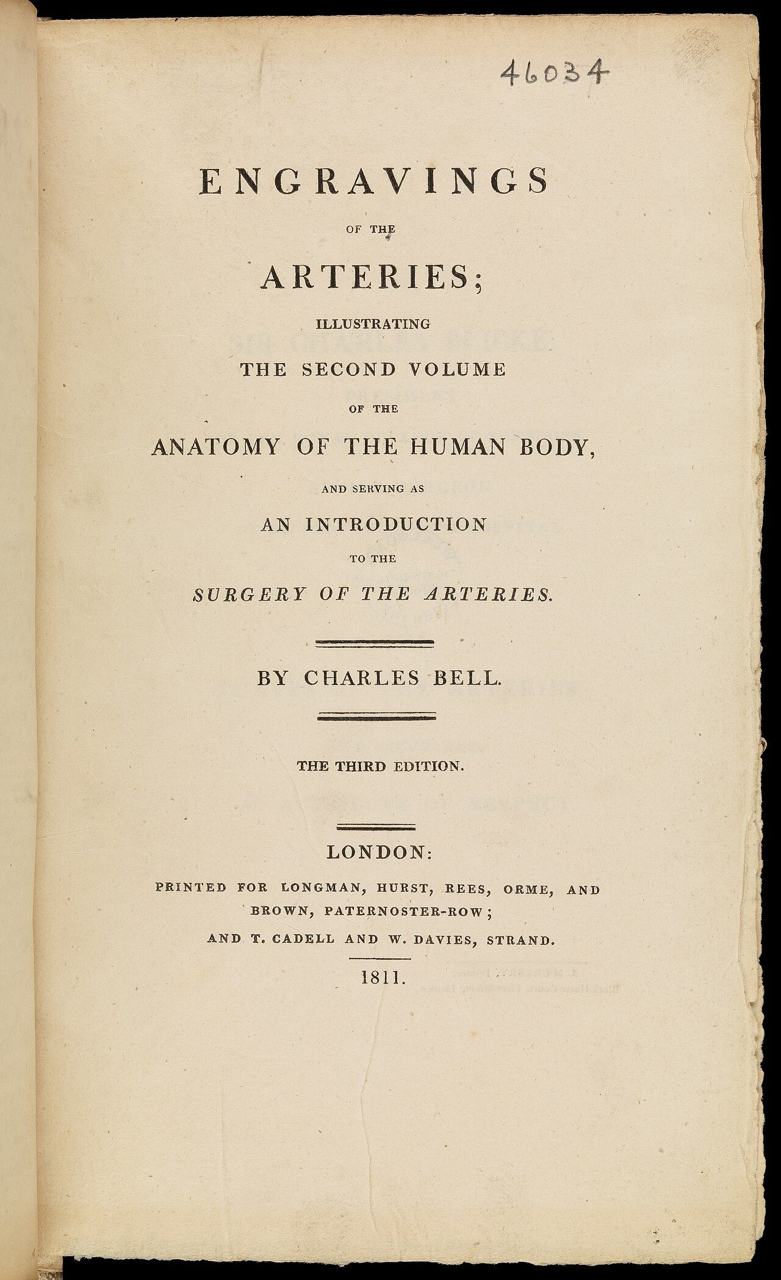 46034
ENGRAVINGS
OF THE
ARTERIES;
ILLUSTRATING
THE SECOND VOLUME
OF THE
ANATOMY OF THE HUMAN BODY,
AND SERVING AS
AN INTRODUCTION
TO THE
SURGERY OF THE ARTERIES.
BY CHARLES BELL.
THE THIRD EDITION.
LONDON:
PRINTED FOR LONGMAN, HURST, REES, ORME, AND
BROWN, PATERNOSTER-ROW;
AND T. CADELL AND W. DAVIES, STRAND.
1811.